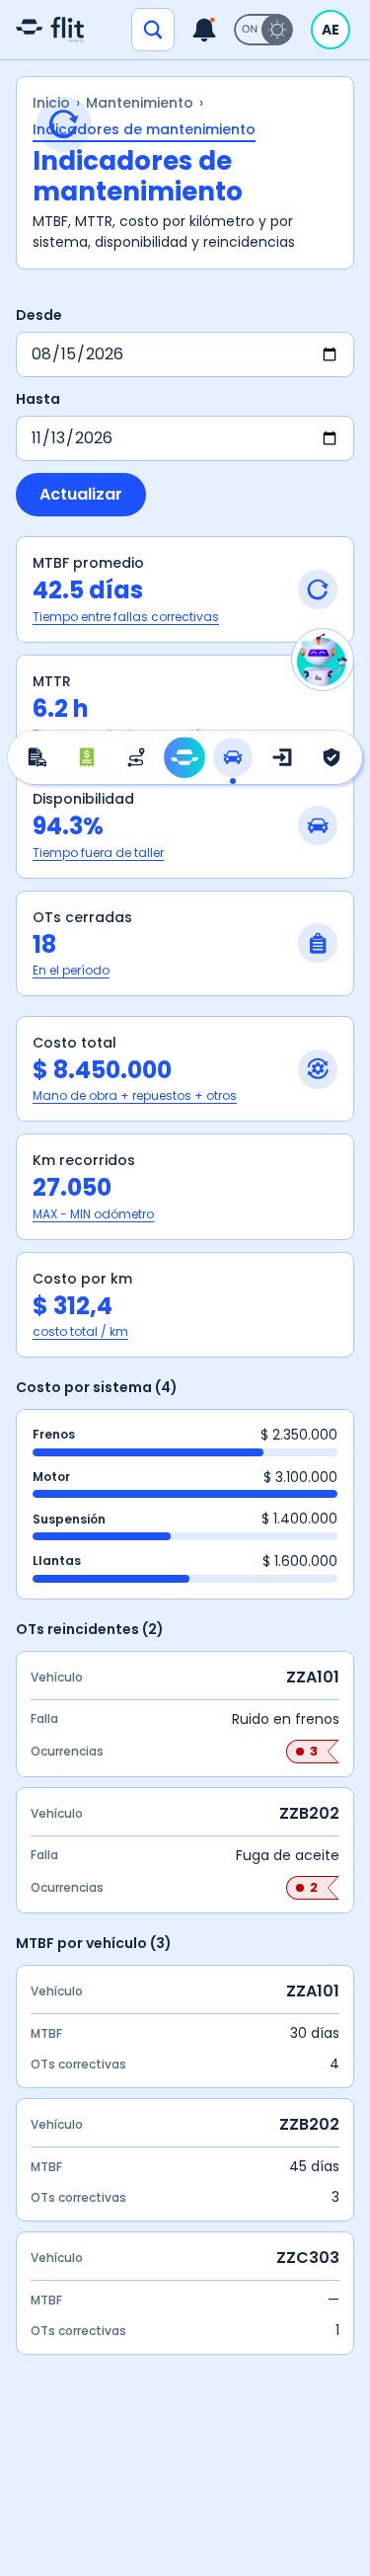 flit
ON
AE
Inicio › Mantenimiento ›
Indicadores de mantenimiento
Indicadores de
mantenimiento
MTBF, MTTR, costo por kilómetro y por
sistema, disponibilidad y reincidencias
Desde
08/15/2026
Hasta
11/13/2026
Actualizar
MTBF promedio
42.5 días
Tiempo entre fallas correctivas
MTTR
6.2 h
Disponibilidad
94.3%
Tiempo fuera de taller
OTs cerradas
18
En el período
Costo total
$ 8.450.000
Mano de obra + repuestos + otros
Km recorridos
27.050
MAX - MIN odómetro
Costo por km
$ 312,4
costo total / km
Costo por sistema (4)
Frenos $ 2.350.000
Motor $ 3.100.000
Suspensión $ 1.400.000
Llantas $ 1.600.000
OTs reincidentes (2)
Vehículo ZZA101
Falla Ruido en frenos
Ocurrencias 3
Vehículo ZZB202
Falla Fuga de aceite
Ocurrencias 2
MTBF por vehículo (3)
Vehículo ZZA101
MTBF 30 días
OTs correctivas 4
Vehículo ZZB202
MTBF 45 días
OTs correctivas 3
Vehículo ZZC303
MTBF —
OTs correctivas 1